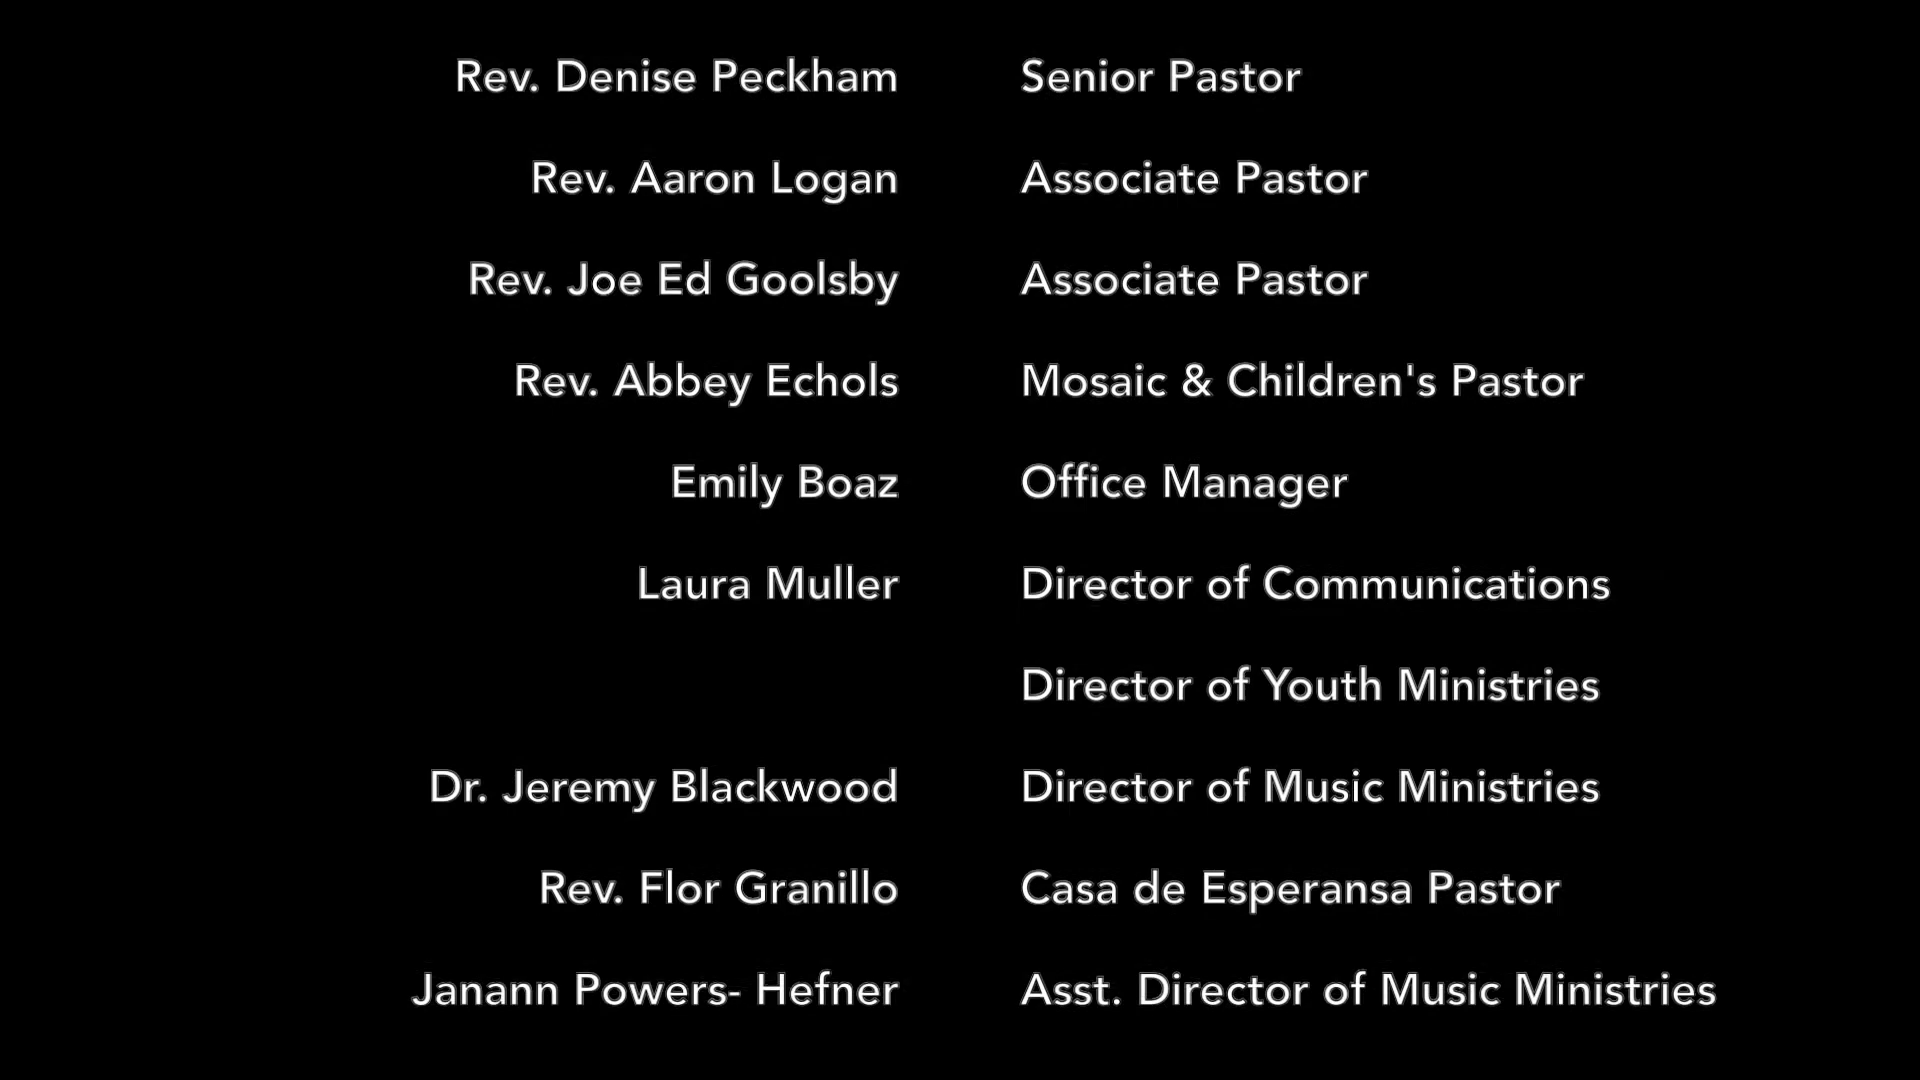 Rev. Denise Peckham Senior Pastor
Rev. Aaron Logan Associate Pastor
Rev. Joe Ed Goolsby Associate Pastor
Rev. Abbey Echols Mosaic & Children's Pastor
Emily Boaz Office Manager
Laura Muller Director of Communications
Director of Youth Ministries
Dr. Jeremy Blackwood Director of Music Ministries
Rev. Flor Granillo Casa de Esperansa Pastor
Janann Powers- Hefner Asst. Director of Music Ministries